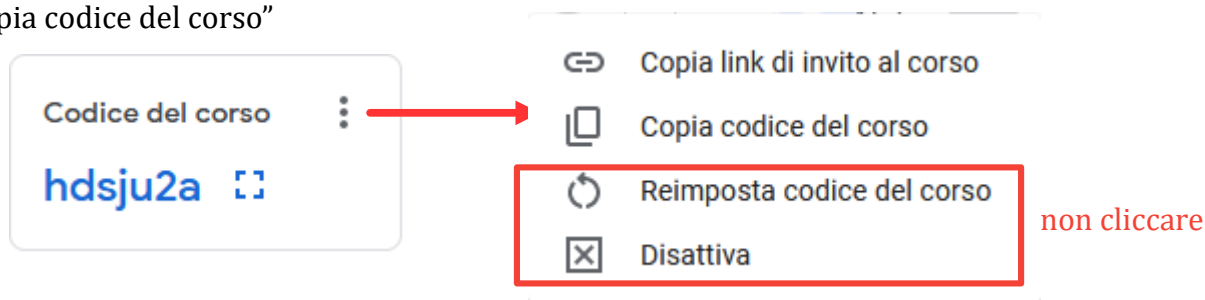 pia codice del corso”
Codice del corso
hdsju2a
Copia link di invito al corso
Copia codice del corso
Reimposta codice del corso
Disattiva
non cliccare